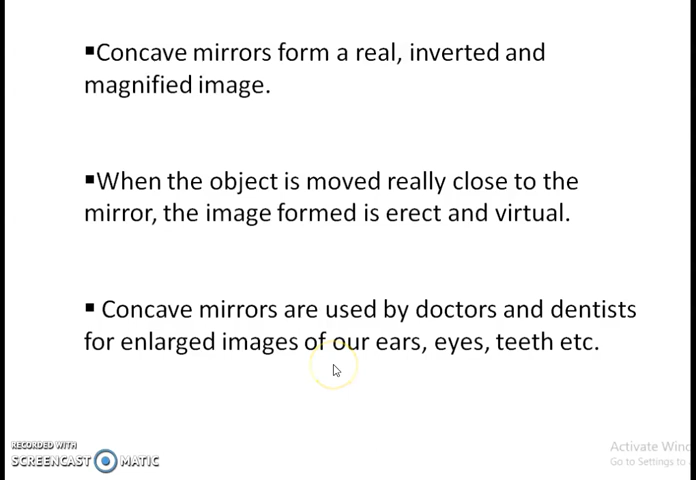 ▪Concave mirrors form a real, inverted and
magnified image.
▪When the object is moved really close to the
mirror, the image formed is erect and virtual.
▪ Concave mirrors are used by doctors and dentists
for enlarged images of our ears, eyes, teeth etc.
RECORDED WITH
SCREENCAST MATIC
Activate Wind
Go to Settings to